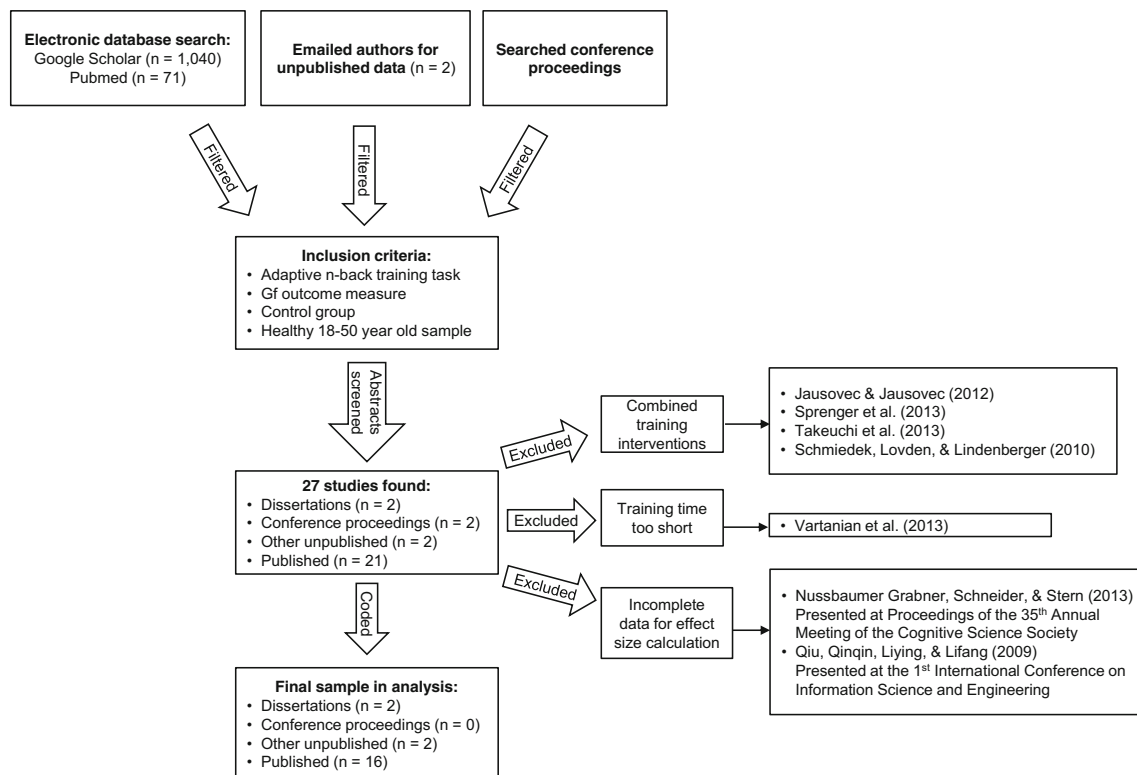 Electronic database search:
Google Scholar (n = 1,040)
Pubmed (n = 71)
Emailed authors for
unpublished data (n = 2)
Searched conference
proceedings
Filtered
Filtered
Filtered
Inclusion criteria:
• Adaptive n-back training task
• Gf outcome measure
• Control group
• Healthy 18-50 year old sample
Abstracts
screened
27 studies found:
• Dissertations (n = 2)
• Conference proceedings (n = 2)
• Other unpublished (n = 2)
• Published (n = 21)
Excluded
Combined
training
interventions
• Jausovec & Jausovec (2012)
• Sprenger et al. (2013)
• Takeuchi et al. (2013)
• Schmiedek, Lovden, & Lindenberger (2010)
Excluded
Training time
too short
• Vartanian et al. (2013)
Excluded
Incomplete
data for effect
size calculation
• Nussbaumer Grabner, Schneider, & Stern (2013)
Presented at Proceedings of the 35th Annual
Meeting of the Cognitive Science Society
• Qiu, Qinqin, Liying, & Lifang (2009)
Presented at the 1st International Conference on
Information Science and Engineering
Coded
Final sample in analysis:
• Dissertations (n = 2)
• Conference proceedings (n = 0)
• Other unpublished (n = 2)
• Published (n = 16)